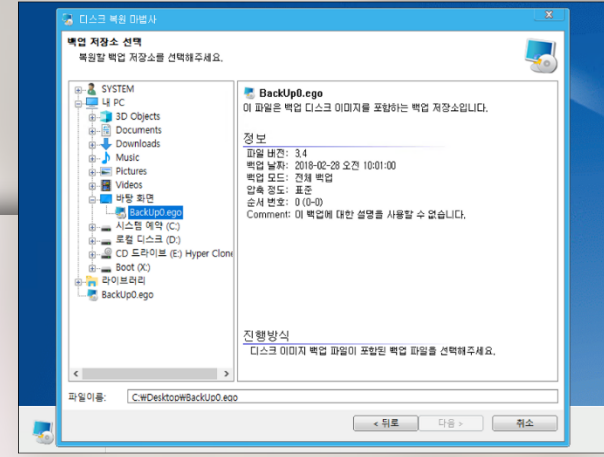 디스크 복원 마법사
백업 저장소 선택
복원할 백업 저장소를 선택해주세요.
SYSTEM
내 PC
3D Objects
Documents
Downloads
Music
Pictures
Videos
바탕 화면
BackUp0.ego
시스템 예약 (C:)
로컬 디스크 (D:)
CD 드라이브 (E:) Hyper Clone
Boot (X:)
라이브러리
BackUp0.ego
BackUp0.ego
이 파일은 백업 디스크 이미지를 포함하는 백업 저장소입니다.
정보
파일 버전: 3,4
백업 날짜: 2018-02-28 오전 10:01:00
백업 모드: 전체 백업
압축 정도: 표준
순서 번호: 0 (0-0)
Comment: 이 백업에 대한 설명을 사용할 수 없습니다.
진행방식
디스크 이미지 백업 파일이 포함된 백업 파일을 선택해주세요.
파일이름: C:₩Desktop₩BackUp0.ego
< 뒤로 다음 > 취소